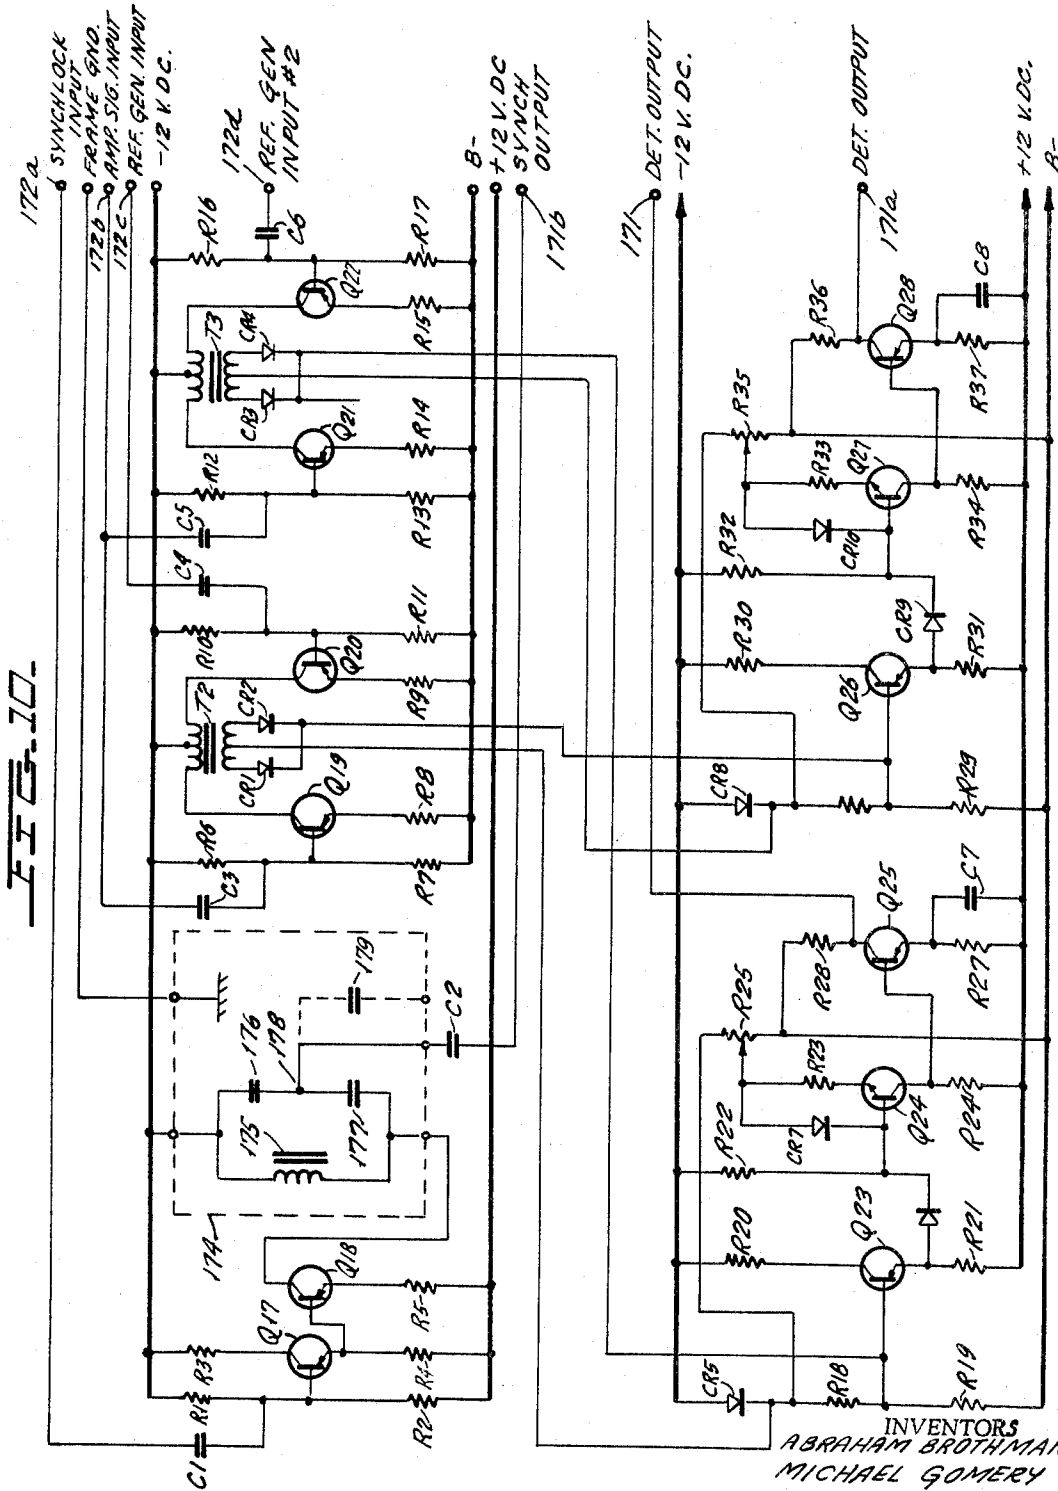 FIG. 10.
172a
SYNCHLOCK
INPUT
FRAME GND.
172b
AMP. SIG. INPUT
172c
REF. GEN. INPUT
-12 V. DC.
172d
REF. GEN
INPUT #2
B-
+12 V. DC
SYNCH
OUTPUT
171b
C1
R1
R3
Q17
Q18
R2
R4
R5
174
175
176
177
178
179
C2
C3
R6
R7
Q19
R8
CR1
CR2
T2
Q20
R9
R10
R11
C4
C5
R12
R13
Q21
R14
CR3
CR4
T3
Q22
R15
R16
R17
C6
171
DET. OUTPUT
-12 V. DC.
DET. OUTPUT
171a
+12 V. DC.
B-
CR5
R18
R19
R20
Q23
R21
R22
CR7
R23
Q24
R24
R25
R28
Q25
R27
C7
CR8
R29
R30
Q26
R31
CR9
R32
CR10
R33
Q27
R34
R35
R36
Q28
R37
C8
INVENTORS
ABRAHAM BROTHMAN
MICHAEL GOMERY